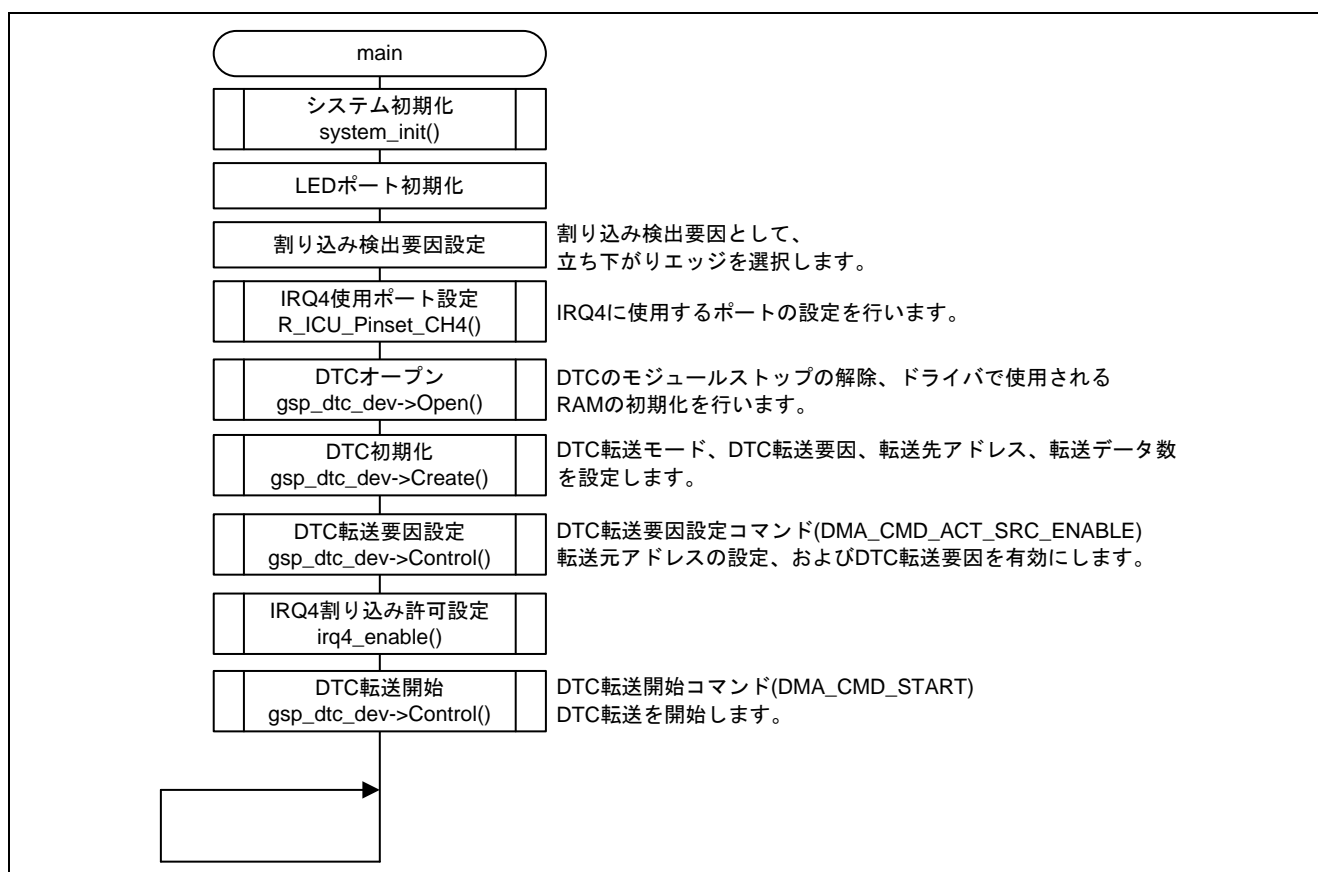 main
システム初期化
system_init()
LEDポート初期化
割り込み検出要因設定
割り込み検出要因として、
立ち下がりエッジを選択します。
IRQ4使用ポート設定
R_ICU_Pinset_CH4()
IRQ4に使用するポートの設定を行います。
DTCオープン
gsp_dtc_dev->Open()
DTCのモジュールストップの解除、ドライバで使用される
RAMの初期化を行います。
DTC初期化
gsp_dtc_dev->Create()
DTC転送モード、DTC転送要因、転送先アドレス、転送データ数
を設定します。
DTC転送要因設定
gsp_dtc_dev->Control()
DTC転送要因設定コマンド(DMA_CMD_ACT_SRC_ENABLE)
転送元アドレスの設定、およびDTC転送要因を有効にします。
IRQ4割り込み許可設定
irq4_enable()
DTC転送開始
gsp_dtc_dev->Control()
DTC転送開始コマンド(DMA_CMD_START)
DTC転送を開始します。